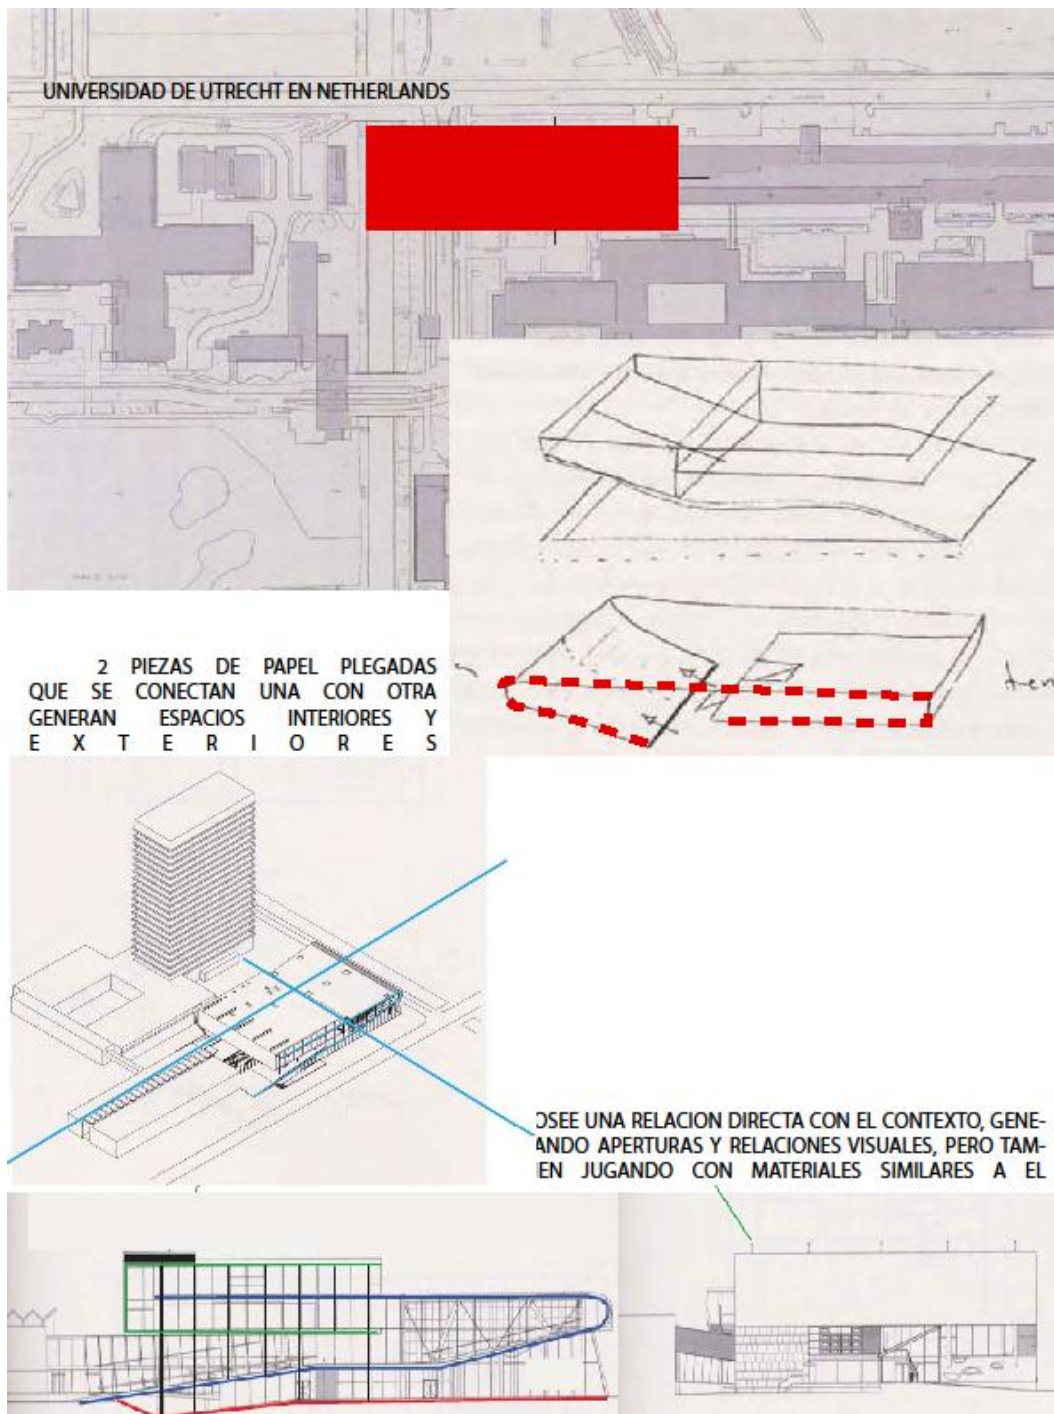 UNIVERSIDAD DE UTRECHT EN NETHERLANDS
2 PIEZAS DE PAPEL PLEGADAS
QUE SE CONECTAN UNA CON OTRA
GENERAN ESPACIOS INTERIORES Y
EXTERIORES
OSEE UNA RELACION DIRECTA CON EL CONTEXTO, GENE-
ANDO APERTURAS Y RELACIONES VISUALES, PERO TAM-
IEN JUGANDO CON MATERIALES SIMILARES A EL